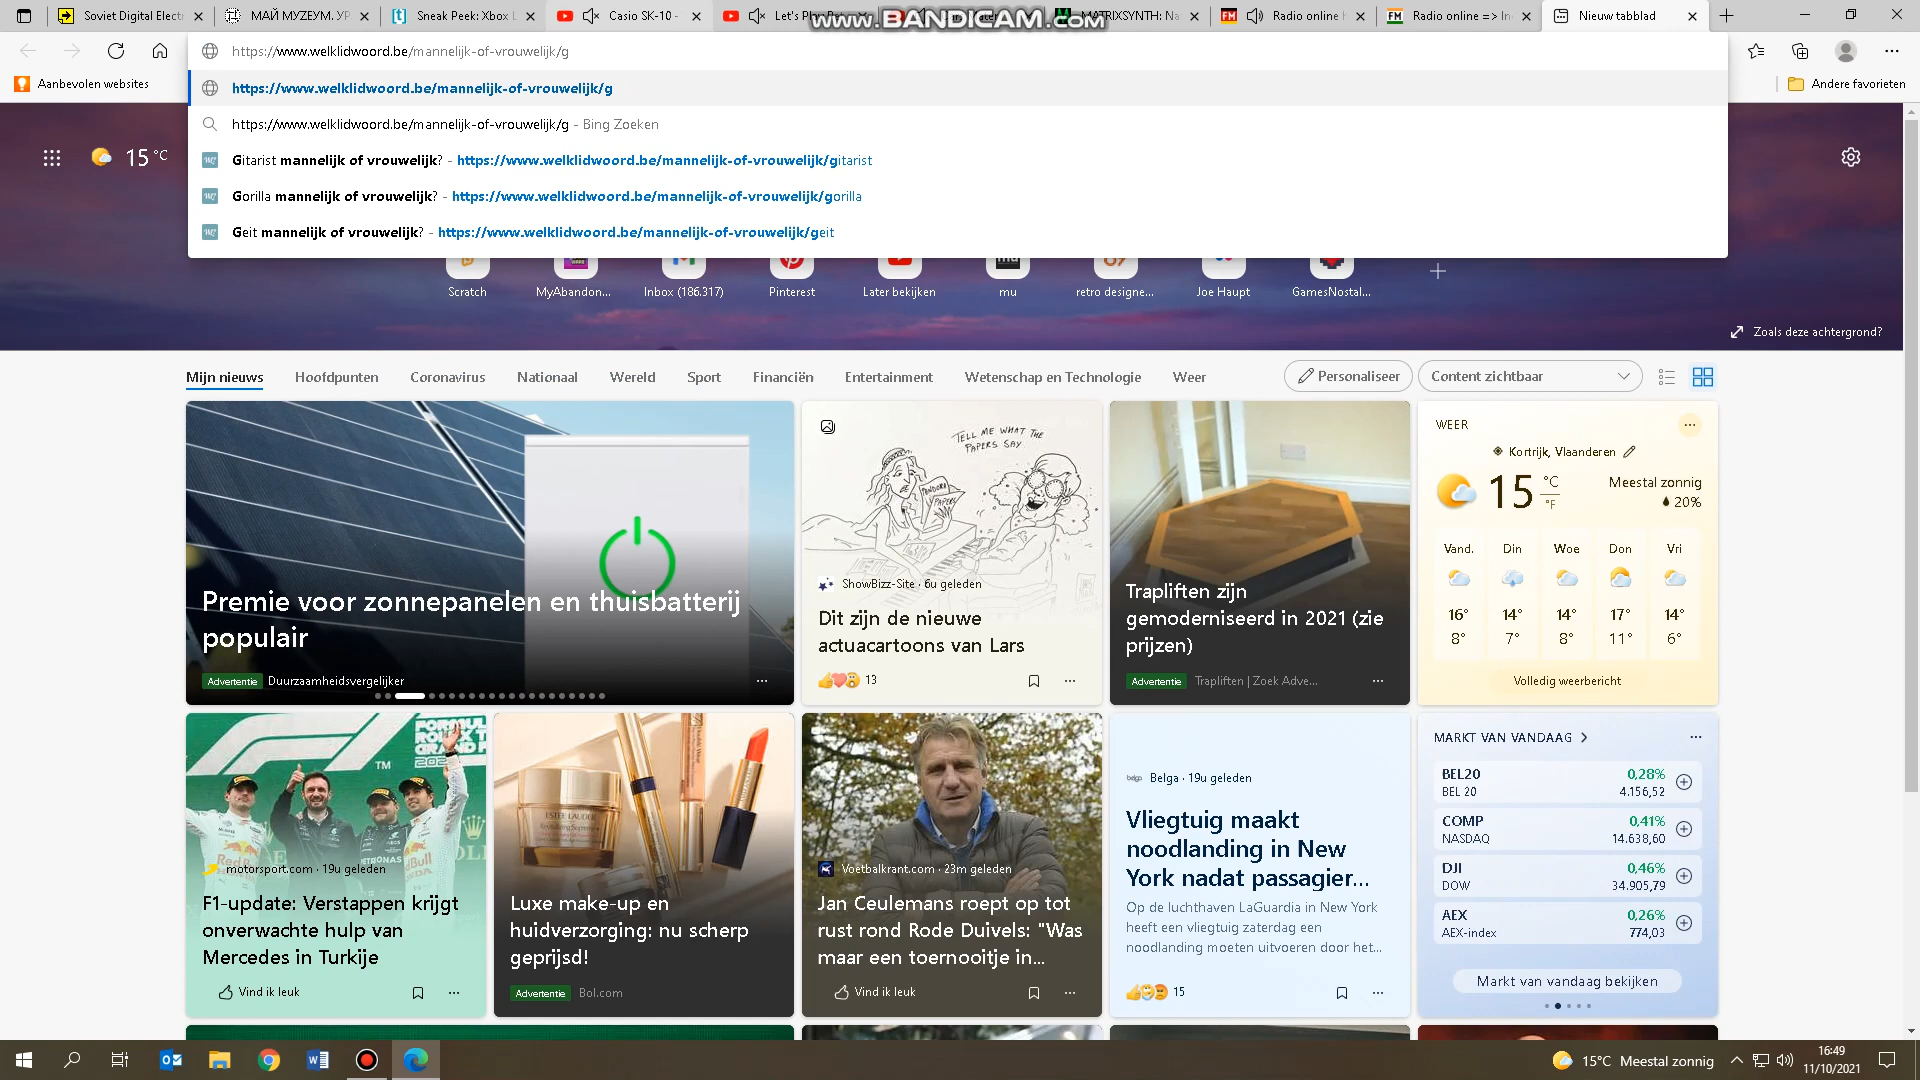 Soviet Digital Electr
МАЙ МУZЕУМ. УР
Sneak Peek: Xbox L
Casio SK-10 -
Let's Play Ret
MATRIXSYNTH: Na
Radio online h
Radio online => In
Nieuw tabblad
www.BANDICAM.com
https://www.welklidwoord.be/mannelijk-of-vrouwelijk/g
Aanbevolen websites
Andere favorieten
https://www.welklidwoord.be/mannelijk-of-vrouwelijk/g
https://www.welklidwoord.be/mannelijk-of-vrouwelijk/g - Bing Zoeken
Gitarist mannelijk of vrouwelijk? - https://www.welklidwoord.be/mannelijk-of-vrouwelijk/gitarist
Gorilla mannelijk of vrouwelijk? - https://www.welklidwoord.be/mannelijk-of-vrouwelijk/gorilla
Geit mannelijk of vrouwelijk? - https://www.welklidwoord.be/mannelijk-of-vrouwelijk/geit
15 °C
Scratch
MyAbandon...
Inbox (186.317)
Pinterest
Later bekijken
mu
retro designe...
Joe Haupt
GamesNostal...
Zoals deze achtergrond?
Mijn nieuws
Hoofdpunten
Coronavirus
Nationaal
Wereld
Sport
Financiën
Entertainment
Wetenschap en Technologie
Weer
Personaliseer
Content zichtbaar
Premie voor zonnepanelen en thuisbatterij
populair
Advertentie Duurzaamheidsvergelijker
TELL ME WHAT THE
PAPERS SAY
PANDORA
PAPERS
ShowBizz-Site · 6u geleden
Dit zijn de nieuwe
actuacartoons van Lars
13
Trapliften zijn
gemoderniseerd in 2021 (zie
prijzen)
Advertentie Trapliften | Zoek Adve...
WEER
Kortrijk, Vlaanderen
15 °C
°F
Meestal zonnig
20%
Vand. Din Woe Don Vri
16° 14° 14° 17° 14°
8° 7° 8° 11° 6°
Volledig weerbericht
motorsport.com · 19u geleden
F1-update: Verstappen krijgt
onverwachte hulp van
Mercedes in Turkije
Vind ik leuk
ESTĒE LAUDER
Luxe make-up en
huidverzorging: nu scherp
geprijsd!
Advertentie Bol.com
Voetbalkrant.com · 23m geleden
Jan Ceulemans roept op tot
rust rond Rode Duivels: "Was
maar een toernooitje in...
Vind ik leuk
Belga · 19u geleden
Vliegtuig maakt
noodlanding in New
York nadat passagier...
Op de luchthaven LaGuardia in New York
heeft een vliegtuig zaterdag een
noodlanding moeten uitvoeren door het...
15
MARKT VAN VANDAAG
BEL20 0,28%
BEL 20 4.156,52
COMP 0,41%
NASDAQ 14.638,60
DJI 0,46%
DOW 34.905,79
AEX 0,26%
AEX-index 774,03
Markt van vandaag bekijken
15°C Meestal zonnig
16:49
11/10/2021